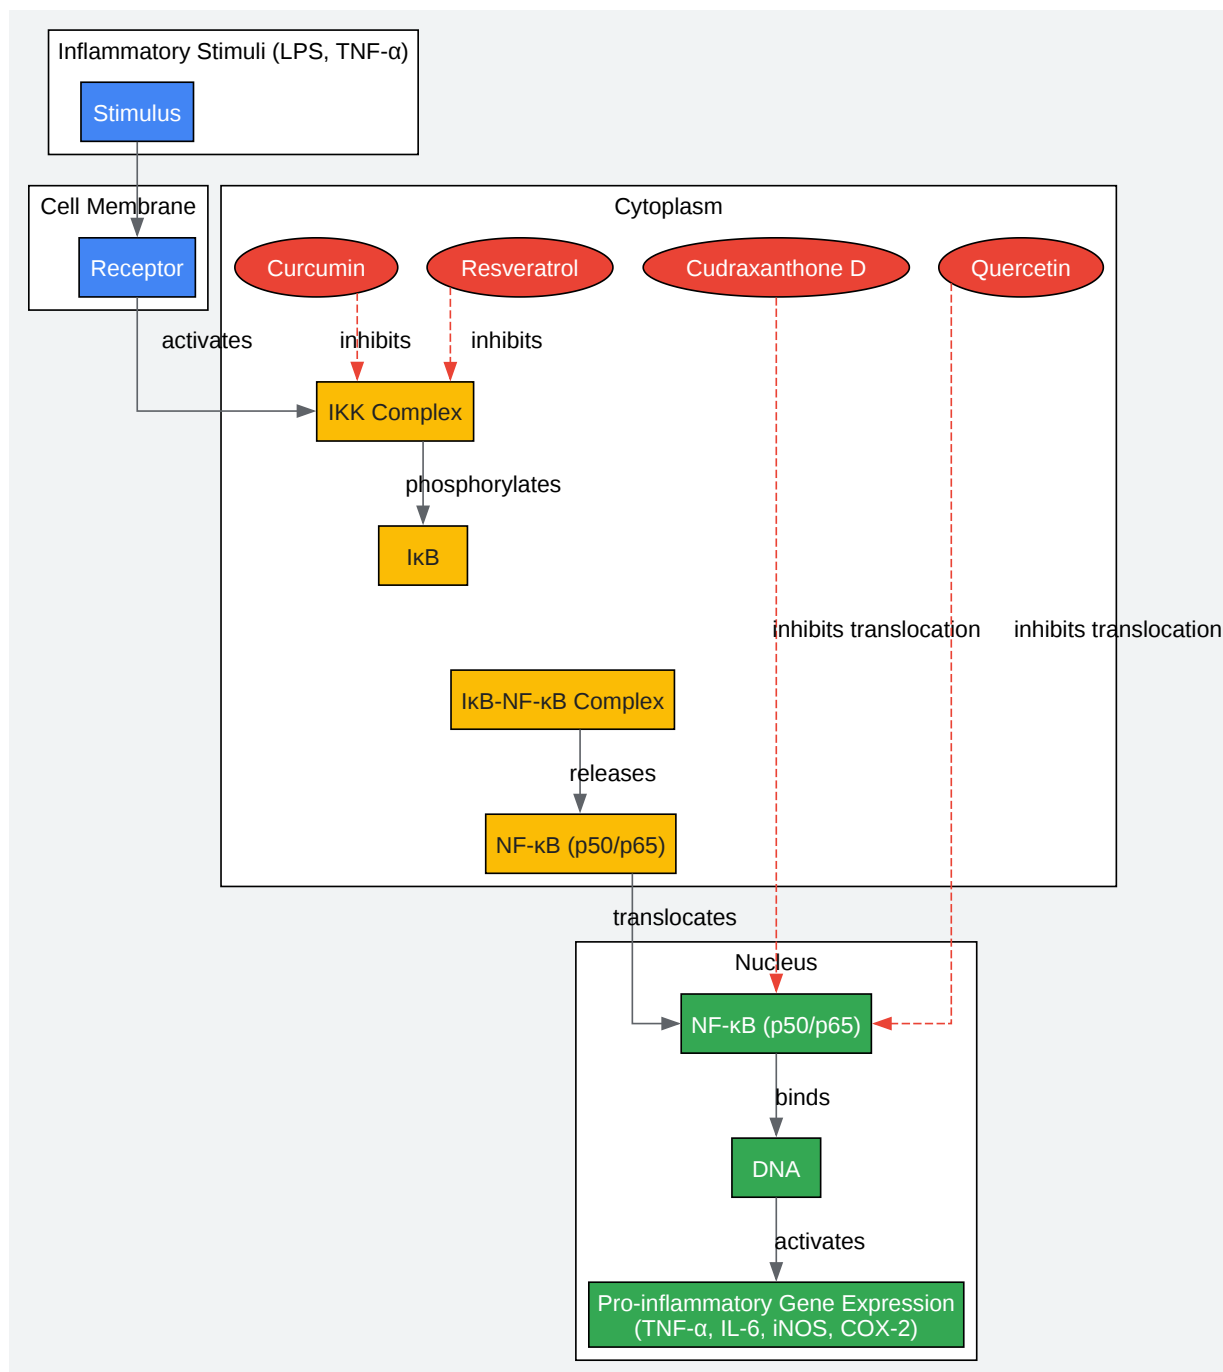 Inflammatory Stimuli (LPS, TNF-α)
Stimulus
Cell Membrane
Receptor
Cytoplasm
Curcumin
Resveratrol
Cudraxanthone D
Quercetin
activates
inhibits
inhibits
IKK Complex
phosphorylates
IκB
inhibits translocation
inhibits translocation
IκB-NF-κB Complex
releases
NF-κB (p50/p65)
translocates
Nucleus
NF-κB (p50/p65)
binds
DNA
activates
Pro-inflammatory Gene Expression
(TNF-α, IL-6, iNOS, COX-2)